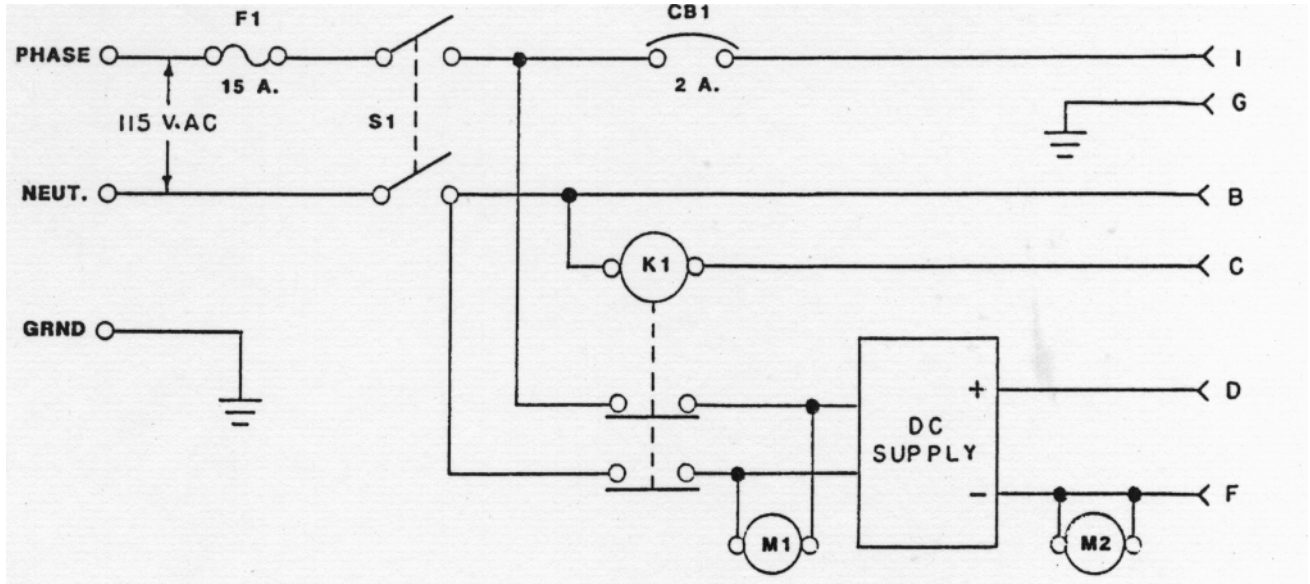 F1
CB1
PHASE
I
15 A.
2 A.
G
115 V.AC
S1
NEUT.
B
K1
C
GRND
+
D
DC
SUPPLY
-
F
M1
M2